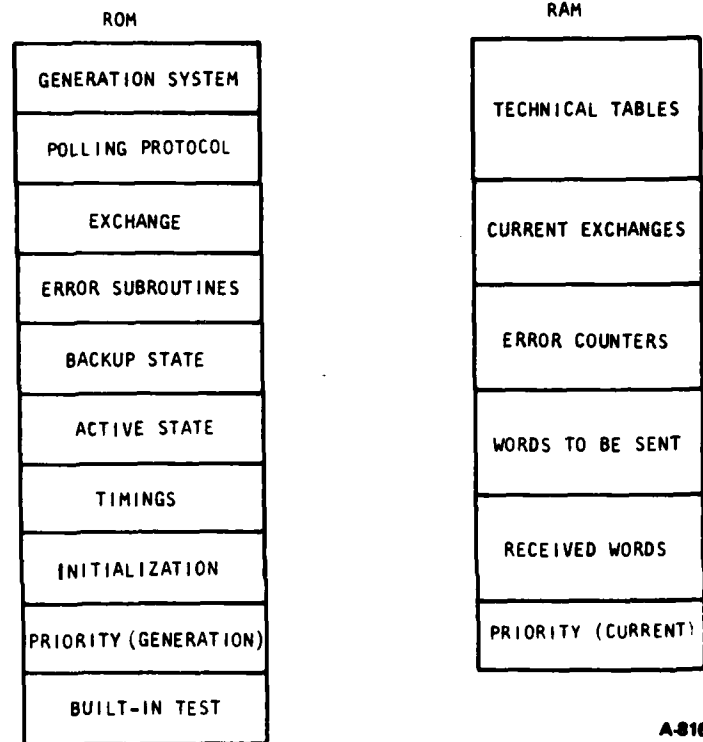 ROM
GENERATION SYSTEM
POLLING PROTOCOL
EXCHANGE
ERROR SUBROUTINES
BACKUP STATE
ACTIVE STATE
TIMINGS
INITIALIZATION
PRIORITY (GENERATION)
BUILT-IN TEST
RAM
TECHNICAL TABLES
CURRENT EXCHANGES
ERROR COUNTERS
WORDS TO BE SENT
RECEIVED WORDS
PRIORITY (CURRENT)
A-816